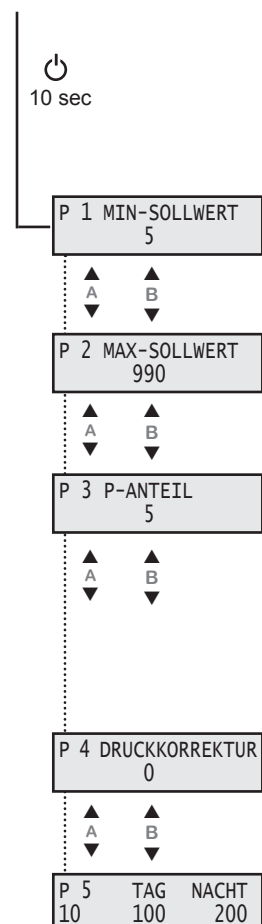 10 sec
P 1 MIN-SOLLWERT
5
A B
P 2 MAX-SOLLWERT
990
A B
P 3 P-ANTEIL
5
A B
P 4 DRUCKKORREKTUR
0
A B
P 5 TAG NACHT
10 100 200